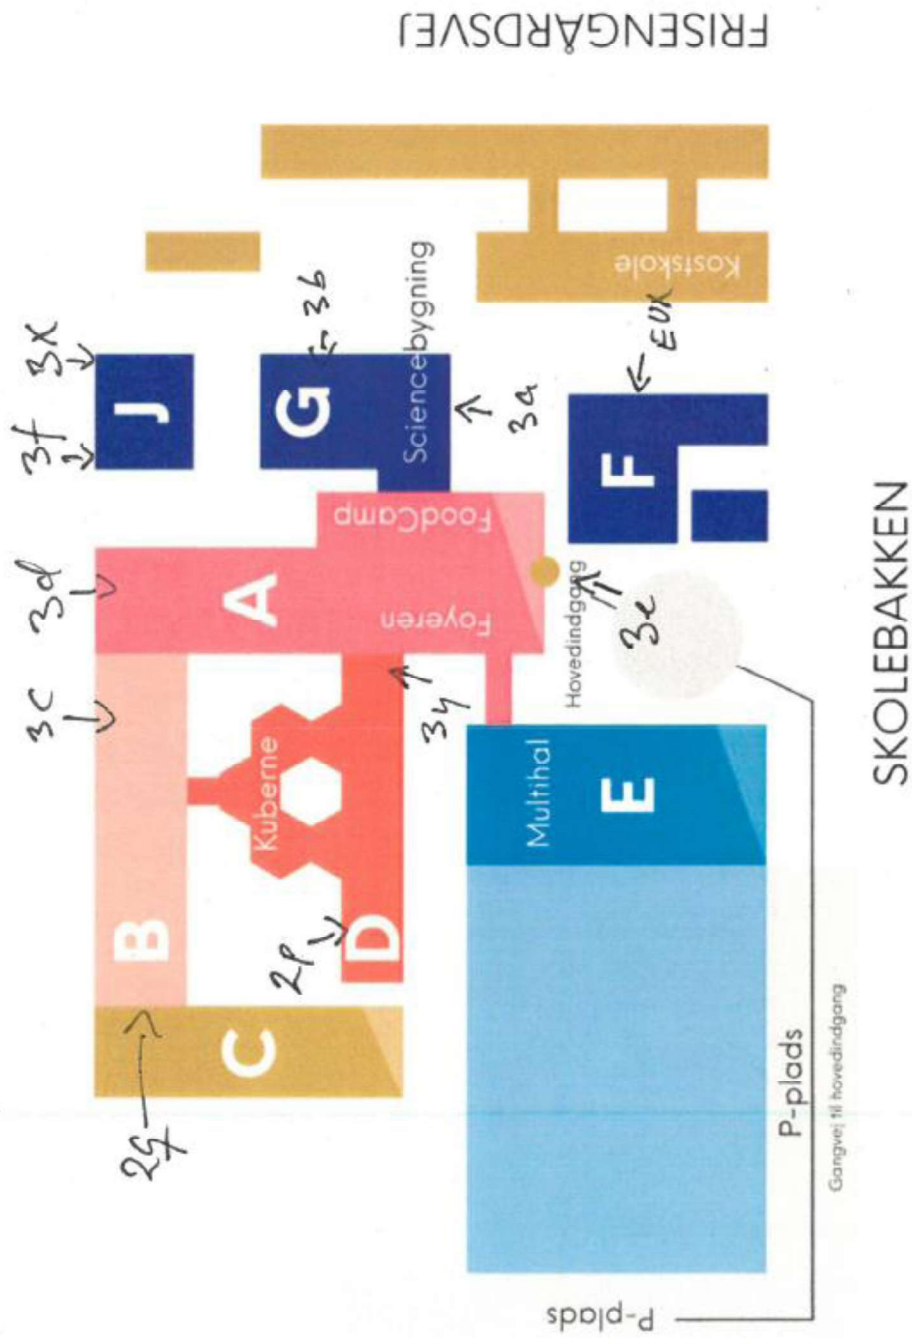 2q
3c
3d
3f
3x
B
J
C
A
Kuberne
G
3b
2p
D
Foyeren
FoodCamp
Sciencebygning
3y
3a
Multihal
Hovedindgang
E
3e
F
EUX
Kostskole
P-plads
P-plads
Gangvej til hovedindgang
SKOLEBAKKEN
FRISENGÅRDSVEJ